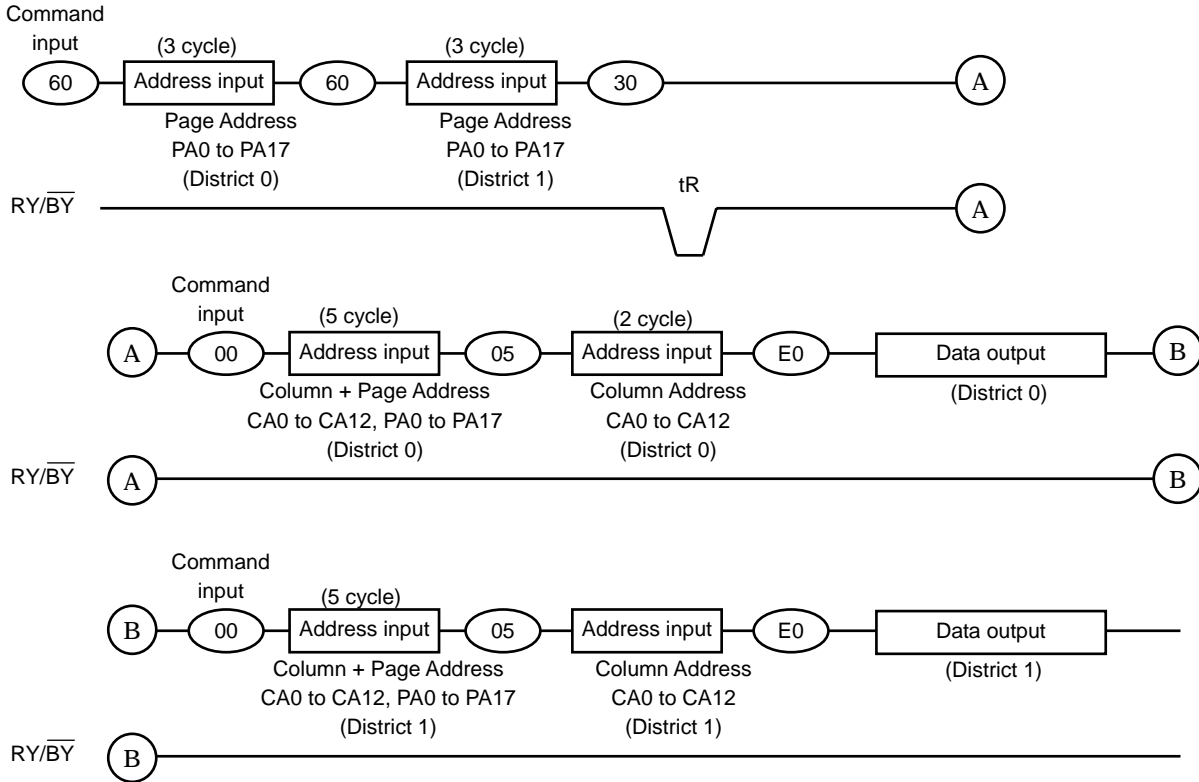 Command
input
(3 cycle) (3 cycle)
60 Address input 60 Address input 30 A
Page Address Page Address
PA0 to PA17 PA0 to PA17
(District 0) (District 1)
tR
RY/BY A
Command
input
(5 cycle) (2 cycle)
A 00 Address input 05 Address input E0 Data output B
Column + Page Address Column Address (District 0)
CA0 to CA12, PA0 to PA17 CA0 to CA12
(District 0) (District 0)
RY/BY A B
Command
input
(5 cycle)
B 00 Address input 05 Address input E0 Data output
Column + Page Address Column Address (District 1)
CA0 to CA12, PA0 to PA17 CA0 to CA12
(District 1) (District 1)
RY/BY B